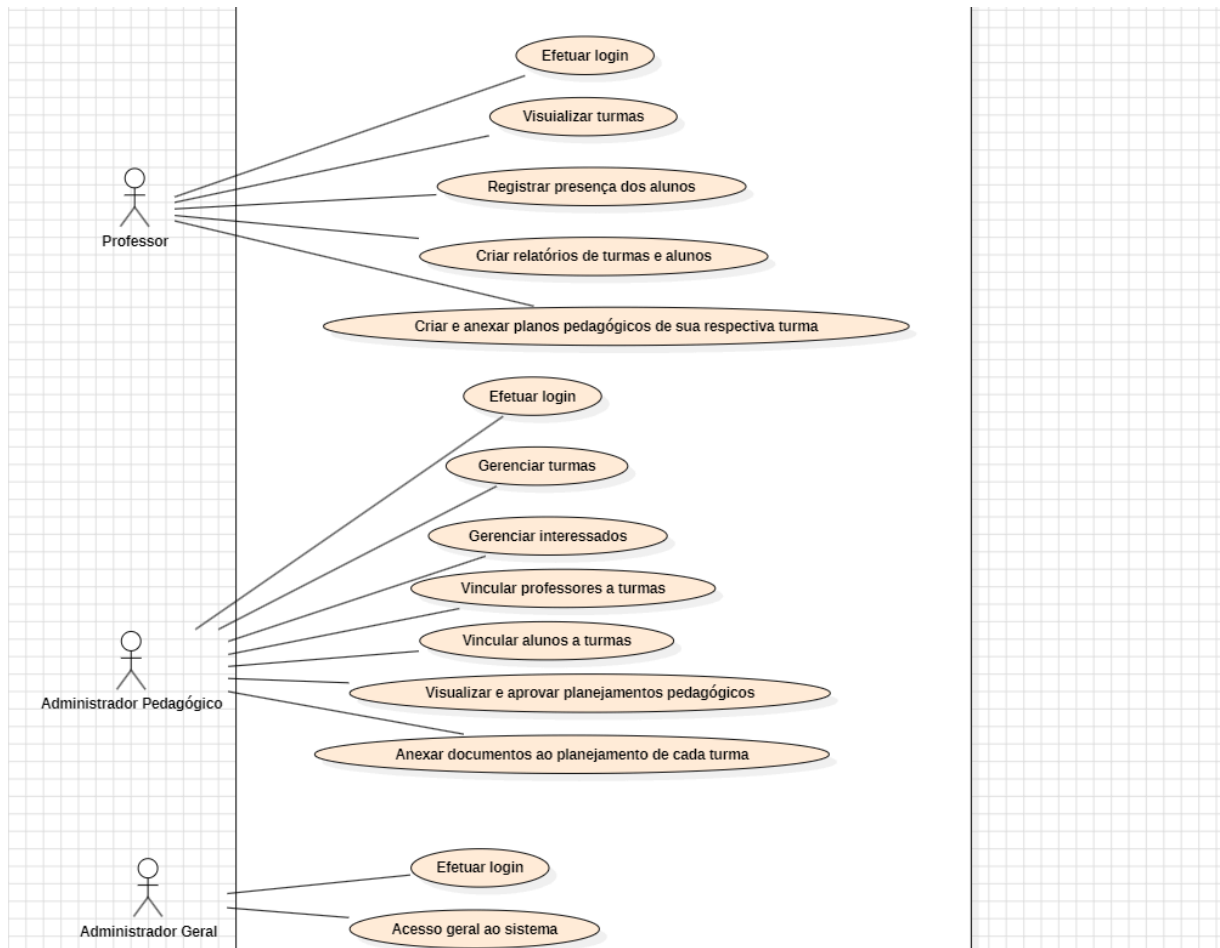 Efetuar login
Visuializar turmas
Registrar presença dos alunos
Professor
Criar relatórios de turmas e alunos
Criar e anexar planos pedagógicos de sua respectiva turma
Efetuar login
Gerenciar turmas
Gerenciar interessados
Vincular professores a turmas
Vincular alunos a turmas
Administrador Pedagógico
Visualizar e aprovar planejamentos pedagógicos
Anexar documentos ao planejamento de cada turma
Efetuar login
Administrador Geral
Acesso geral ao sistema